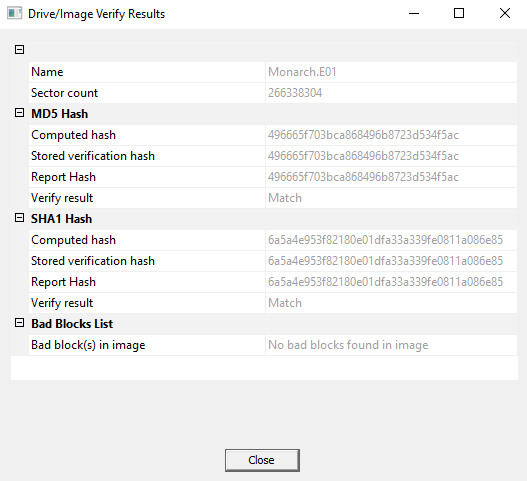 Drive/Image Verify Results
Name Monarch.E01
Sector count 266338304
MD5 Hash
Computed hash 496665f703bca868496b8723d534f5ac
Stored verification hash 496665f703bca868496b8723d534f5ac
Report Hash 496665f703bca868496b8723d534f5ac
Verify result Match
SHA1 Hash
Computed hash 6a5a4e953f82180e01dfa33a339fe0811a086e85
Stored verification hash 6a5a4e953f82180e01dfa33a339fe0811a086e85
Report Hash 6a5a4e953f82180e01dfa33a339fe0811a086e85
Verify result Match
Bad Blocks List
Bad block(s) in image No bad blocks found in image
Close